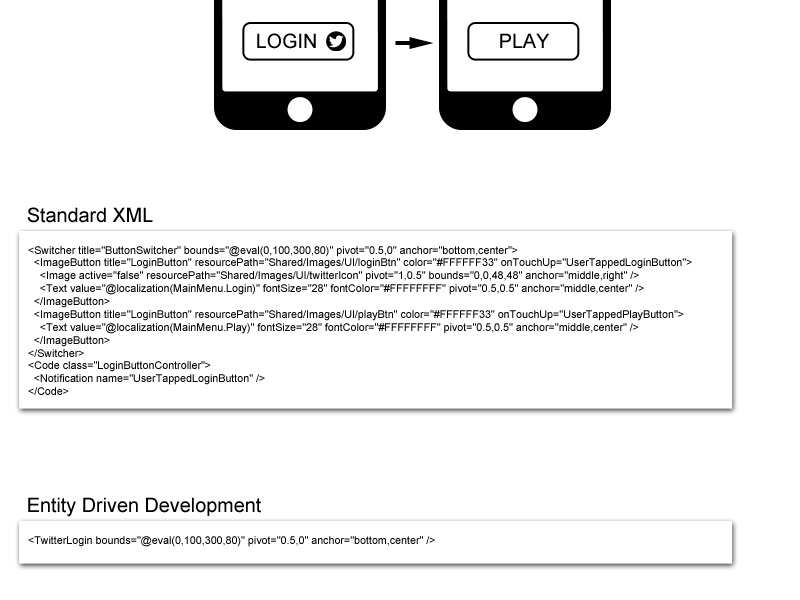 LOGIN
PLAY
Standard XML
<Switcher title="ButtonSwitcher" bounds="@eval(0,100,300,80)" pivot="0.5,0" anchor="bottom,center">
<ImageButton title="LoginButton" resourcePath="Shared/Images/UI/loginBtn" color="#FFFFFF33" onTouchUp="UserTappedLoginButton">
<Image active="false" resourcePath="Shared/Images/UI/twitterIcon" pivot="1,0.5" bounds="0,0,48,48" anchor="middle,right" />
<Text value="@localization(MainMenu.Login)" fontSize="28" fontColor="#FFFFFFFF" pivot="0.5,0.5" anchor="middle,center" />
</ImageButton>
<ImageButton title="LoginButton" resourcePath="Shared/Images/UI/playBtn" color="#FFFFFF33" onTouchUp="UserTappedPlayButton">
<Text value="@localization(MainMenu.Play)" fontSize="28" fontColor="#FFFFFFFF" pivot="0.5,0.5" anchor="middle,center" />
</ImageButton>
</Switcher>
<Code class="LoginButtonController">
<Notification name="UserTappedLoginButton" />
</Code>
Entity Driven Development
<TwitterLogin bounds="@eval(0,100,300,80)" pivot="0.5,0" anchor="bottom,center" />